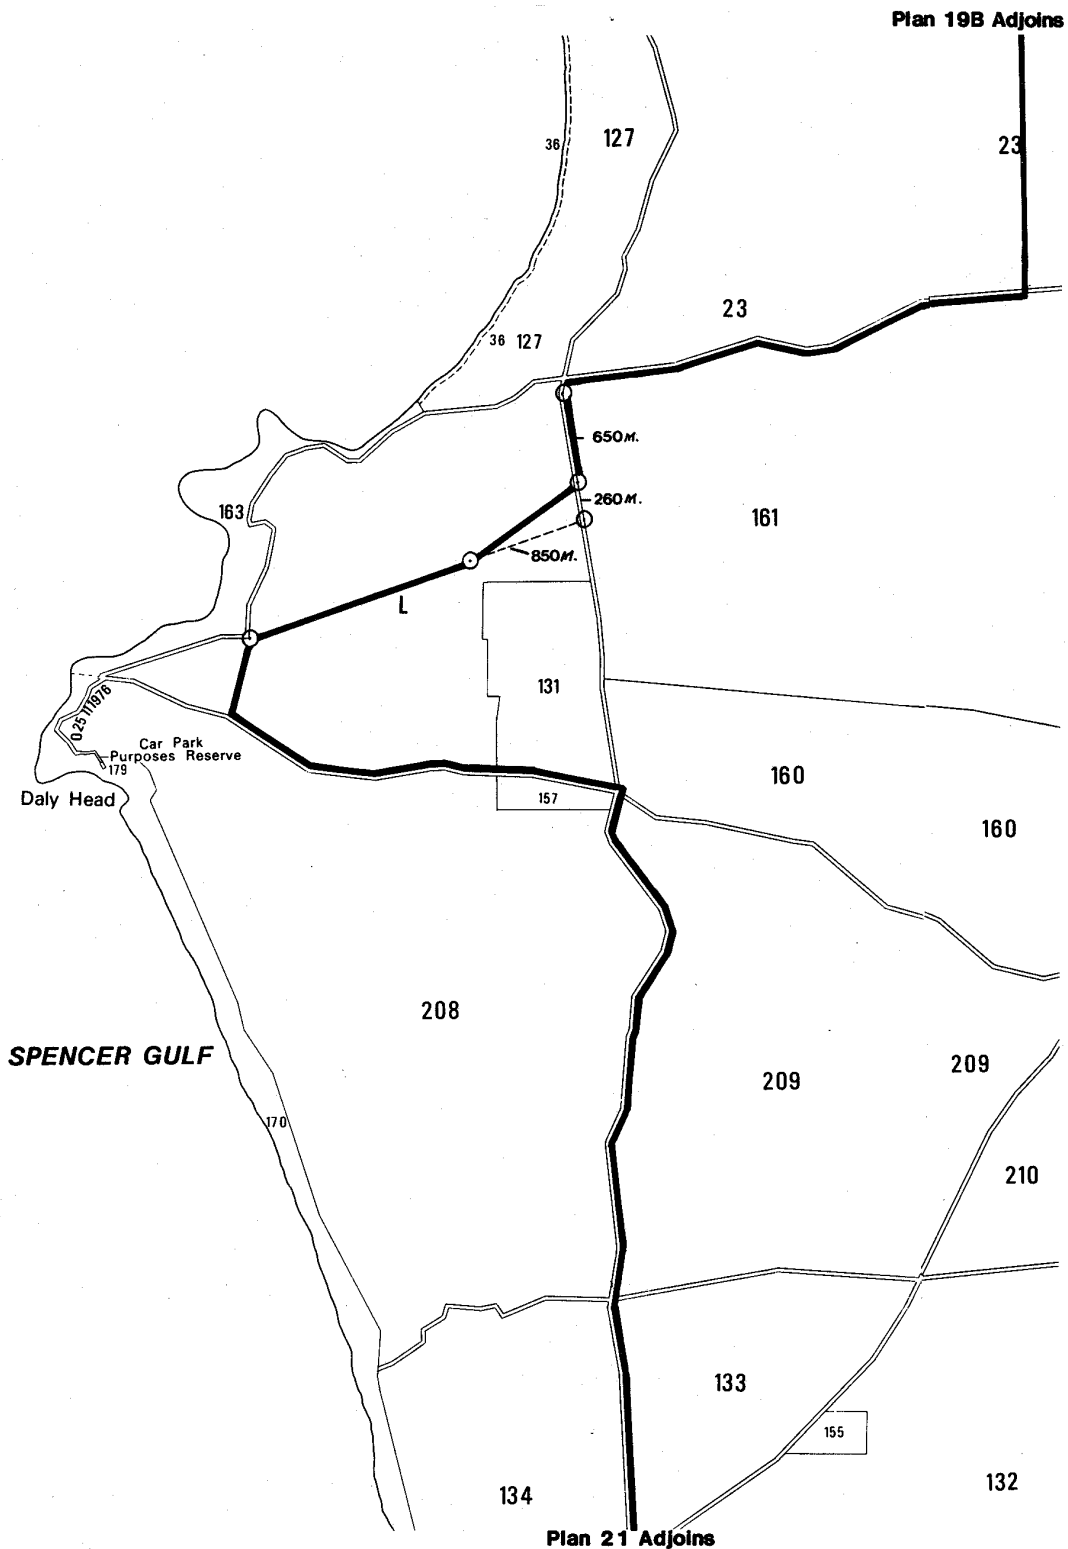 Plan 19B Adjoins
36
127
23
23
36 127
650M.
260M.
163
161
850M.
L
131
0.25 11 1976
Car Park
Purposes Reserve
179
160
Daly Head
157
160
208
SPENCER GULF
209
209
170
210
133
155
134
132
Plan 21 Adjoins